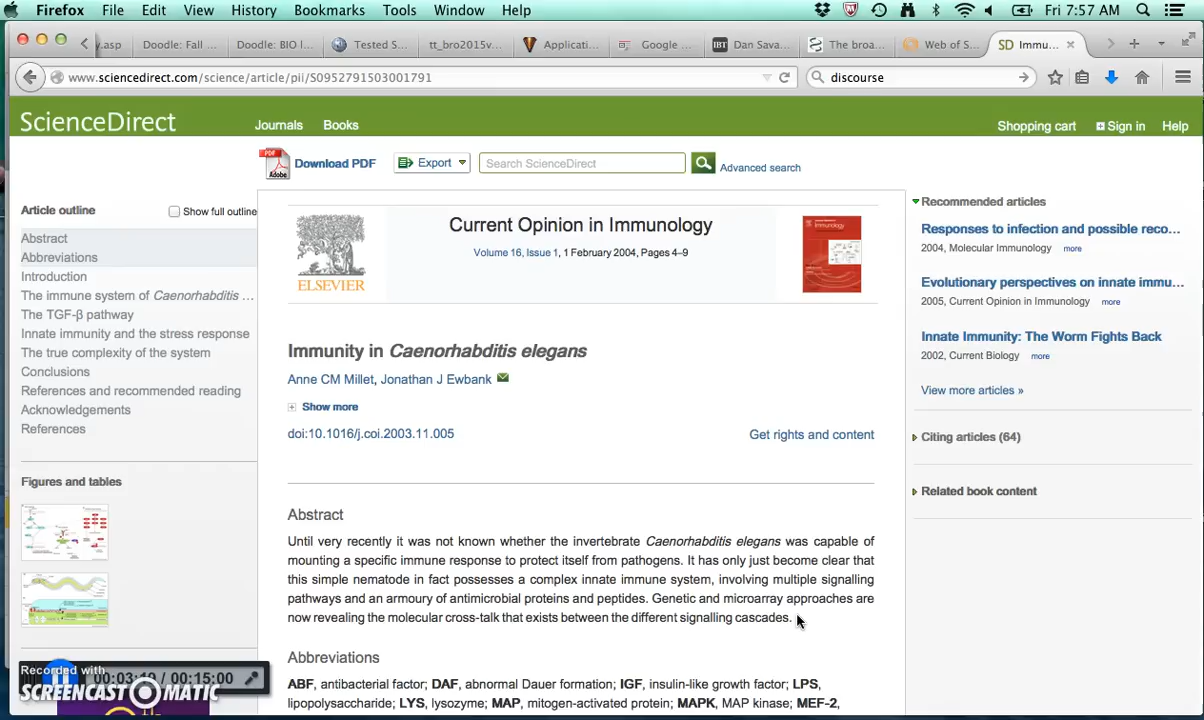 Firefox File Edit View History Bookmarks Tools Window Help Fri 7:57 AM
.asp Doodle: Fall ... Doodle: BIO I... Tested S... tt_bro2015v... Applicati... Google ... IBT Dan Sava... The broa... Web of S... SD Immu...
www.sciencedirect.com/science/article/pii/S0952791503001791 discourse
ScienceDirect Journals Books Shopping cart Sign in Help
PDF Adobe Download PDF Export Search ScienceDirect Advanced search
Article outline Show full outline
Abstract
Abbreviations
Introduction
The immune system of Caenorhabditis ...
The TGF-β pathway
Innate immunity and the stress response
The true complexity of the system
Conclusions
References and recommended reading
Acknowledgements
References
Figures and tables
ELSEVIER
Current Opinion in Immunology
Volume 16, Issue 1, 1 February 2004, Pages 4–9
Immunity in Caenorhabditis elegans
Anne CM Millet, Jonathan J Ewbank
Show more
doi:10.1016/j.coi.2003.11.005 Get rights and content
Abstract
Until very recently it was not known whether the invertebrate Caenorhabditis elegans was capable of
mounting a specific immune response to protect itself from pathogens. It has only just become clear that
this simple nematode in fact possesses a complex innate immune system, involving multiple signalling
pathways and an armoury of antimicrobial proteins and peptides. Genetic and microarray approaches are
now revealing the molecular cross-talk that exists between the different signalling cascades.
Abbreviations
ABF, antibacterial factor; DAF, abnormal Dauer formation; IGF, insulin-like growth factor; LPS,
lipopolysaccharide; LYS, lysozyme; MAP, mitogen-activated protein; MAPK, MAP kinase; MEF-2,
Recommended articles
Responses to infection and possible reco...
2004, Molecular Immunology more
Evolutionary perspectives on innate immu...
2005, Current Opinion in Immunology more
Innate Immunity: The Worm Fights Back
2002, Current Biology more
View more articles »
Citing articles (64)
Related book content
Recorded with
00:03:19 / 00:15:00
SCREENCAST-O-MATIC